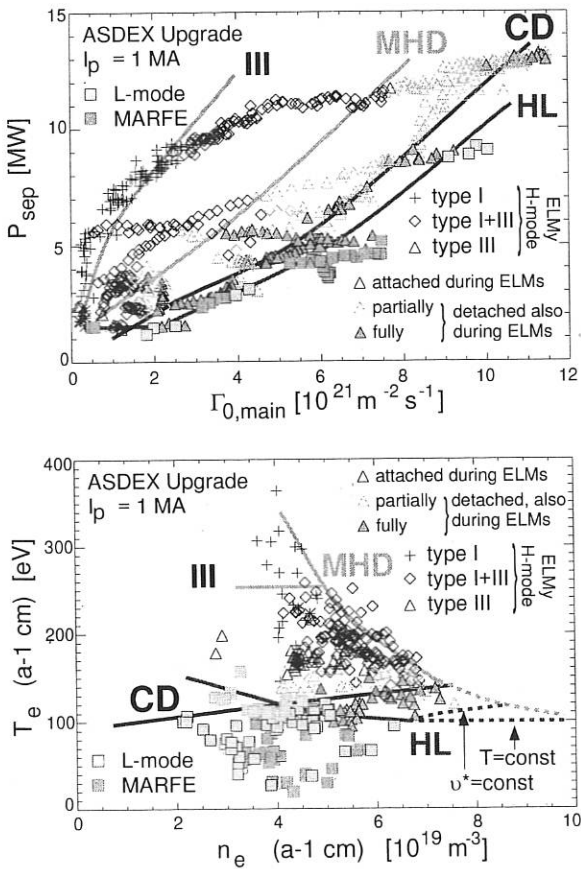 ASDEX Upgrade
I_p = 1 MA
III
MHD
CD
HL
L-mode
MARFE
type I
type I+III
type III
ELMy
H-mode
attached during ELMs
partially
fully
detached also
during ELMs
P_sep [MW]
15
10
5
0
0 2 4 6 8 10 12
Γ_0,main [10^21 m^-2 s^-1]
ASDEX Upgrade
I_p = 1 MA
attached during ELMs
partially
fully
detached, also
during ELMs
MHD
III
type I
type I+III
type III
ELMy
H-mode
CD
HL
L-mode
MARFE
T=const
υ*=const
T_e (a-1 cm) [eV]
400
300
200
100
0
0 2 4 6 8 10
n_e (a-1 cm) [10^19 m^-3]